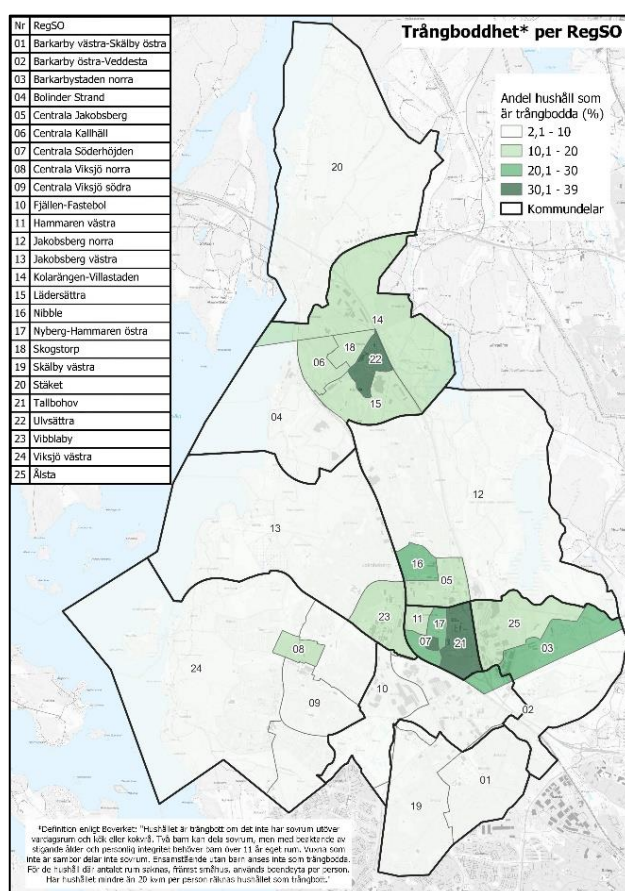 Trångboddhet* per RegSO
Nr RegSO
01 Barkarby västra-Skälby östra
02 Barkarby östra-Veddesta
03 Barkarbystaden norra
04 Bolinder Strand
05 Centrala Jakobsberg
06 Centrala Kallhäll
07 Centrala Söderhöjden
08 Centrala Viksjö norra
09 Centrala Viksjö södra
10 Fjällen-Fastebol
11 Hammaren västra
12 Jakobsberg norra
13 Jakobsberg västra
14 Kolarängen-Villastaden
15 Lädersättra
16 Nibble
17 Nyberg-Hammaren östra
18 Skogstorp
19 Skälby västra
20 Stäket
21 Tallbohov
22 Ulvsättra
23 Vibblaby
24 Viksjö västra
25 Ålsta
Andel hushåll som
är trångbodda (%)
2,1 - 10
10,1 - 20
20,1 - 30
30,1 - 39
Kommundelar
20
14
18
06
22
15
04
12
13
16
05
23
11
17
07
21
25
03
08
24
09
10
02
01
19
*Definition enligt Boverket: "Hushållet är trångbott om det inte har sovrum utöver
vardagsrum och kök eller kokvrå. Två barn kan dela sovrum, men med beaktande av
stigande ålder och personlig integritet behöver barn över 11 år eget rum. Vuxna som
inte är sambor delar inte sovrum. Ensamstående utan barn anses inte som trångbodda.
För de hushåll där antalet rum saknas, främst småhus, används boendeyta per person.
Har hushållet mindre än 20 kvm per person räknas hushållet som trångbott."